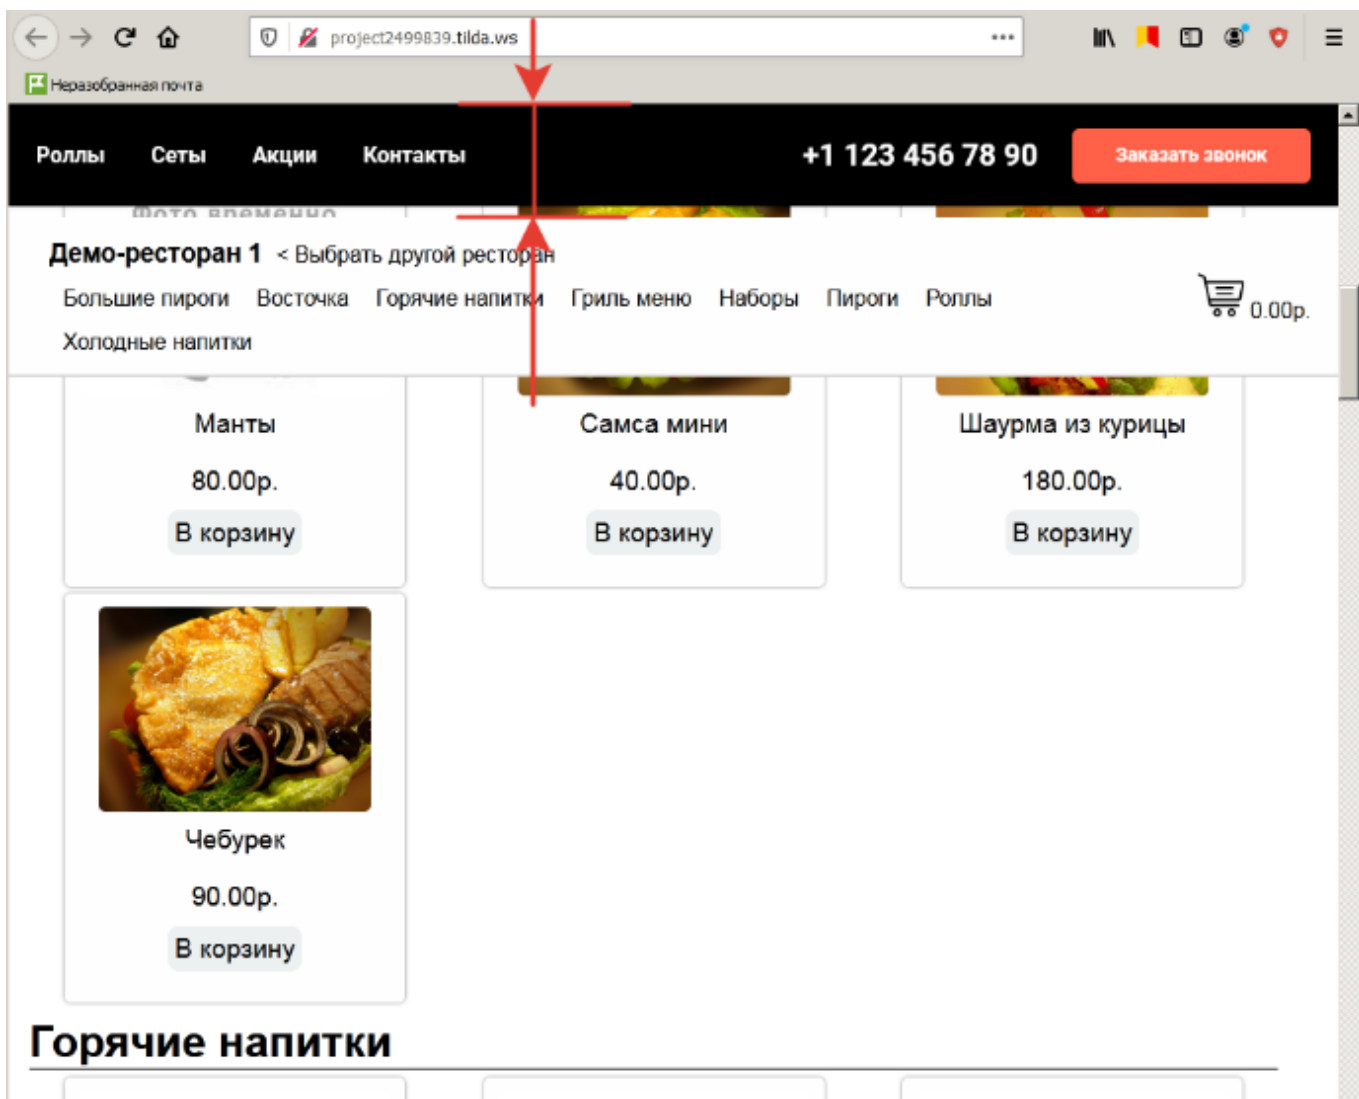 project2499839.tilda.ws
Неразобранная почта
Роллы Сеты Акции Контакты +1 123 456 78 90 Заказать звонок
Фото временно
Демо-ресторан 1 < Выбрать другой ресторан
Большие пироги Восточка Горячие напитки Гриль меню Наборы Пироги Роллы
0.00р.
Холодные напитки
Манты Самса мини Шаурма из курицы
80.00р. 40.00р. 180.00р.
В корзину В корзину В корзину
Чебурек
90.00р.
В корзину
Горячие напитки